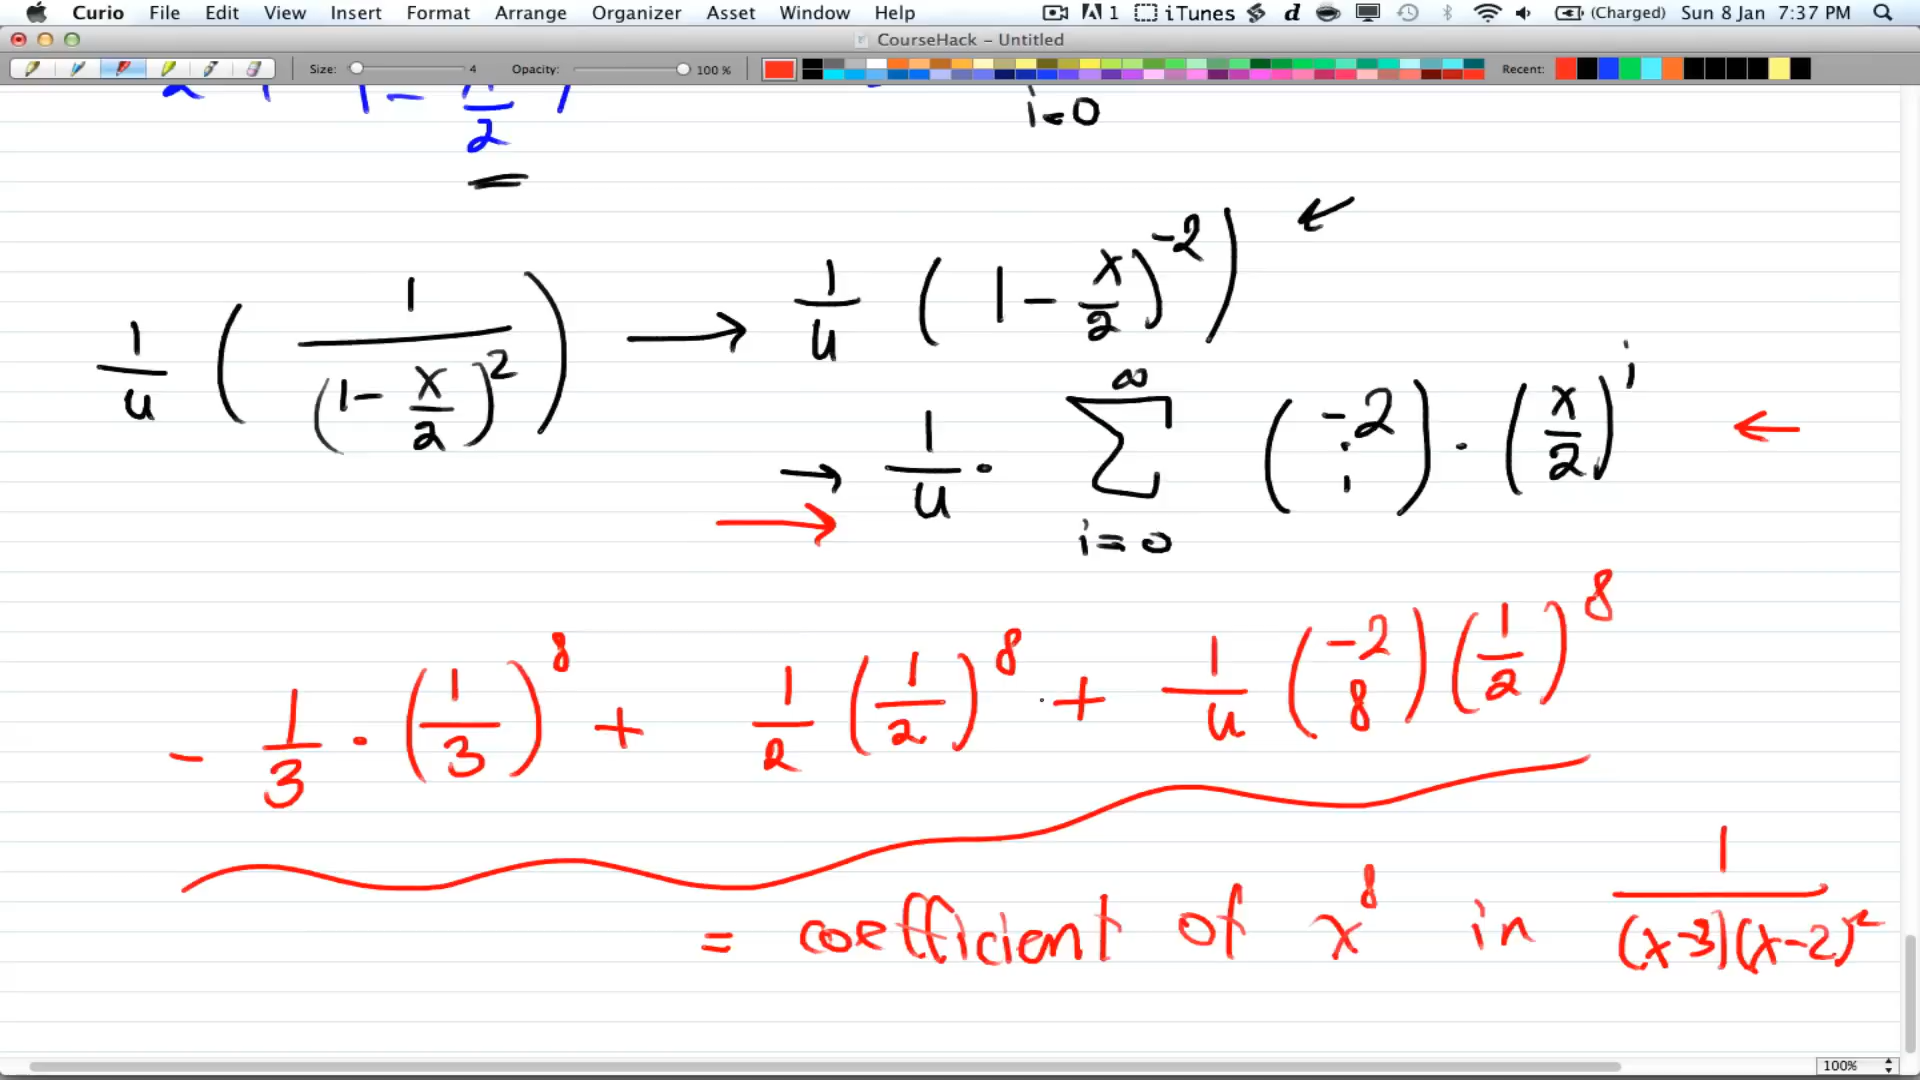 Curio File Edit View Insert Format Arrange Organizer Asset Window Help 1 iTunes d (Charged) Sun 8 Jan 7:37 PM
CourseHack – Untitled
Size: 4 Opacity: 100 % Recent:
1 - 2
i=0
1/4 ( 1 / (1 - x/2)^2 ) → 1/4 ( 1 - x/2 )^-2 ) ←
→ 1/4 · ∑ i=0 ∞ ( -2 i ) · ( x/2 )^i ←
→
- 1/3 · (1/3)^8 + 1/2 (1/2)^8 + 1/4 ( -2 8 ) (1/2)^8
= coefficient of x^8 in 1 / (x-3)(x-2)^2
100%